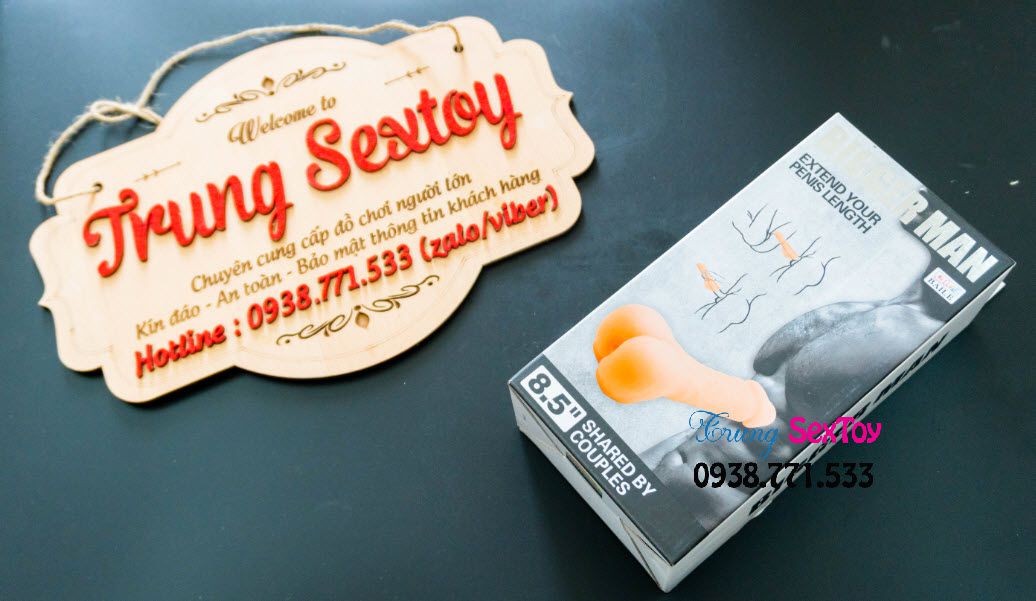 Welcome to
Trung Sextoy
Chuyên cung cấp đồ chơi người lớn
Kín đáo - An toàn - Bảo mật thông tin khách hàng
Hotline : 0938.771.533 (zalo/viber)
BIGGER MAN
EXTEND YOUR
PENIS LENGTH
BAILE
8.5"
SHARED BY
COUPLES
Trung SexToy
0938.771.533